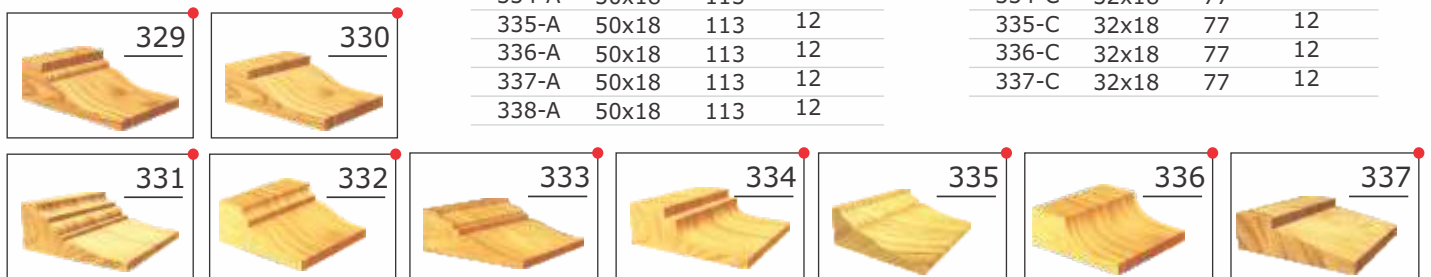 335-A 50x18 113 12
335-C 32x18 77 12
336-A 50x18 113 12
336-C 32x18 77 12
337-A 50x18 113 12
337-C 32x18 77 12
338-A 50x18 113 12
329 330
331 332 333 334 335 336 337